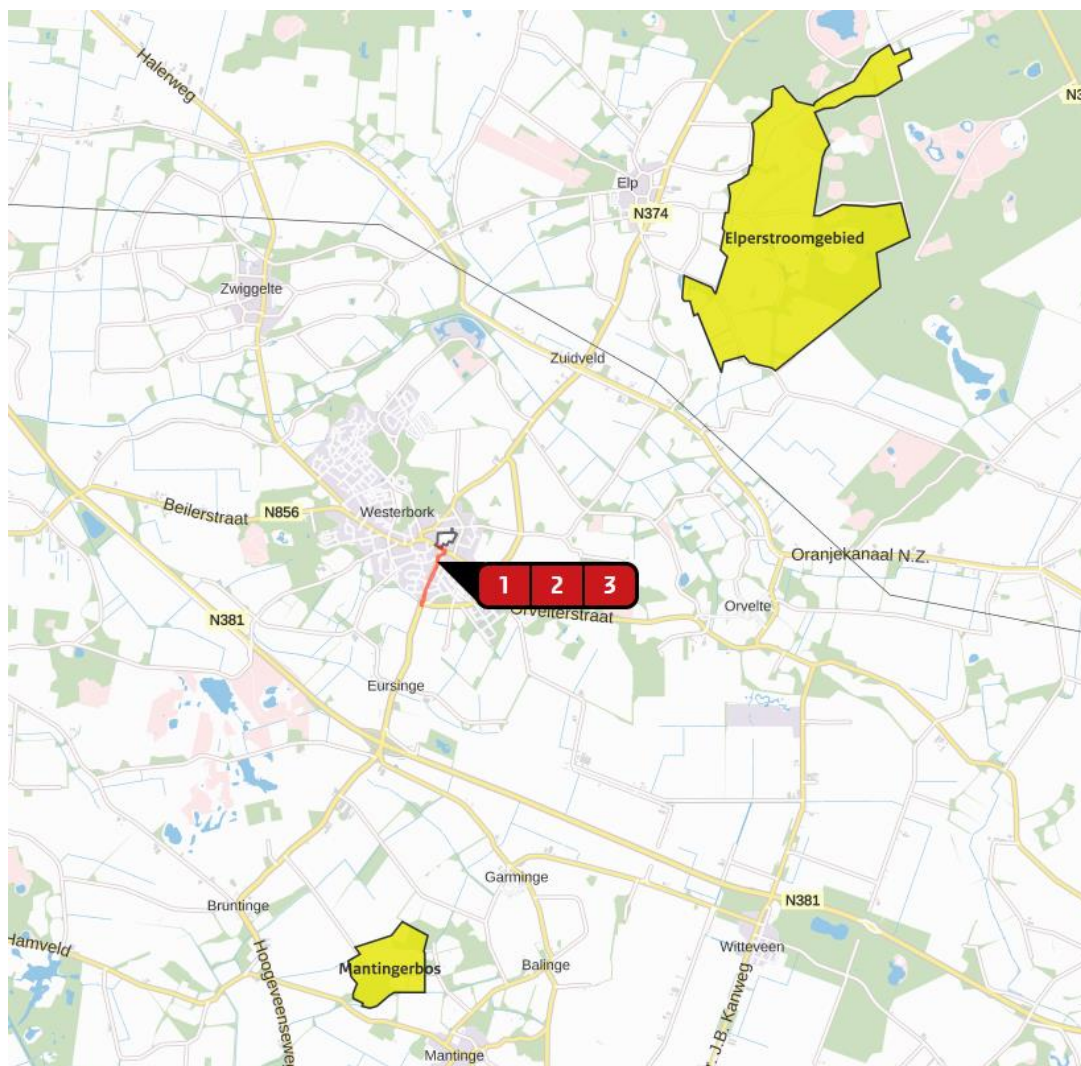 Halerweg
N3
Elp
N374
Elperstroomgebied
Zwiggelte
Zuidveld
Beilerstraat
N856
Westerbork
Oranjekanaal N.Z.
1 2 3
Orvelterstraat
Orvelte
N381
Eursinge
Garminge
Bruntinge
N381
Hamveld
Witteveen
Mantingerbos
Balinge
Hoogeveenseweg
J.B. Kanweg
Mantinge